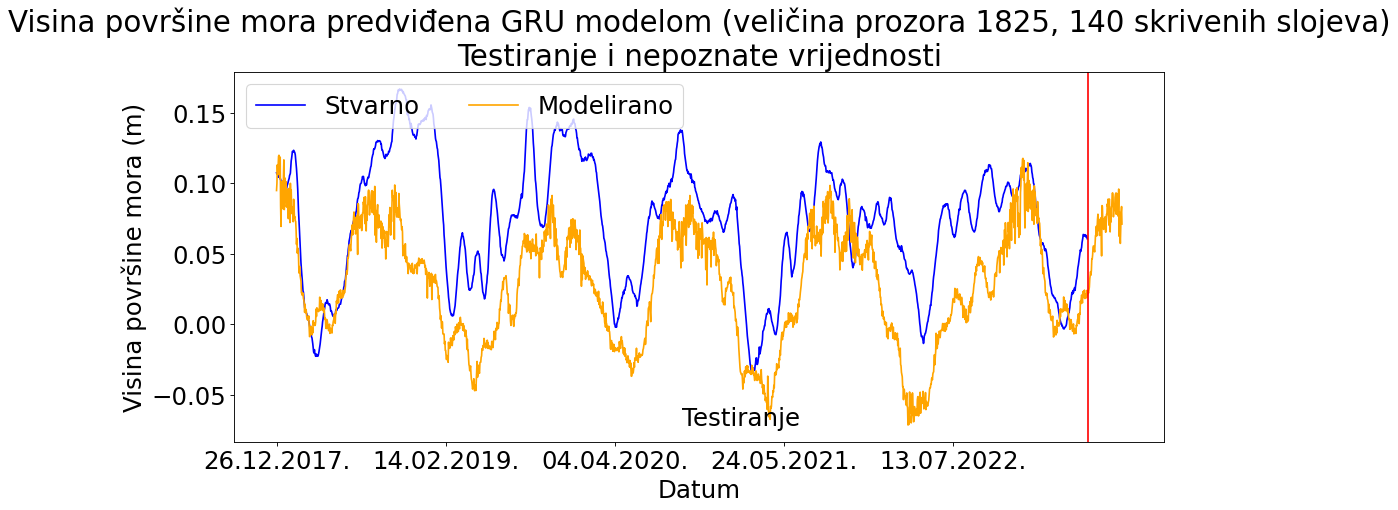 Visina površine mora predviđena GRU modelom (veličina prozora 1825, 140 skrivenih slojeva)
Testiranje i nepoznate vrijednosti
Stvarno Modelirano
Visina površine mora (m)
0.15
0.10
0.05
0.00
−0.05
Testiranje
26.12.2017. 14.02.2019. 04.04.2020. 24.05.2021. 13.07.2022.
Datum